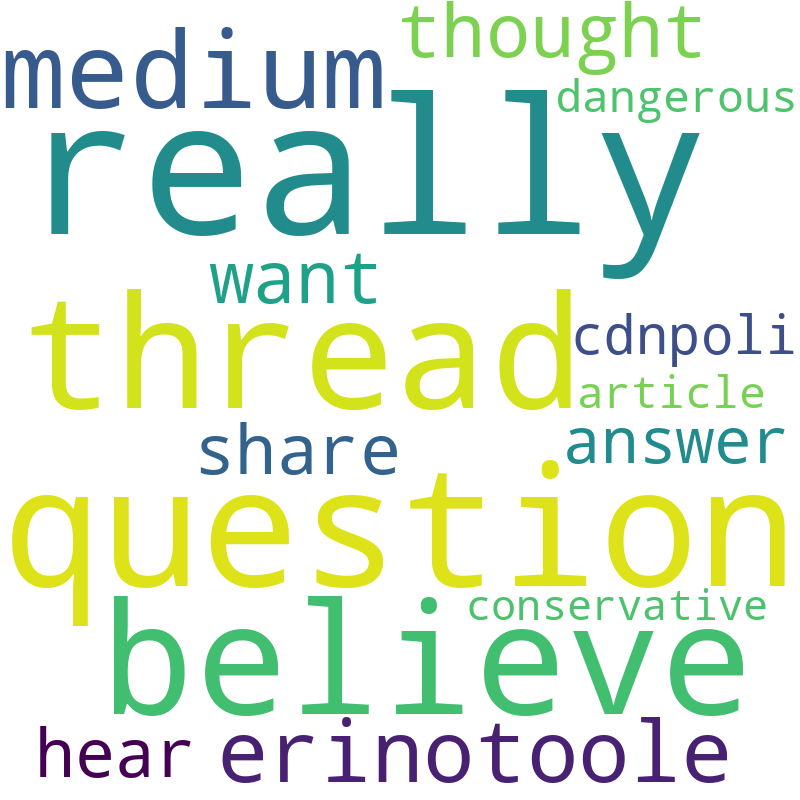 thought
medium
dangerous
really
want
thread
cdnpoli
article
share
answer
question
conservative
believe
hear
erinotoole